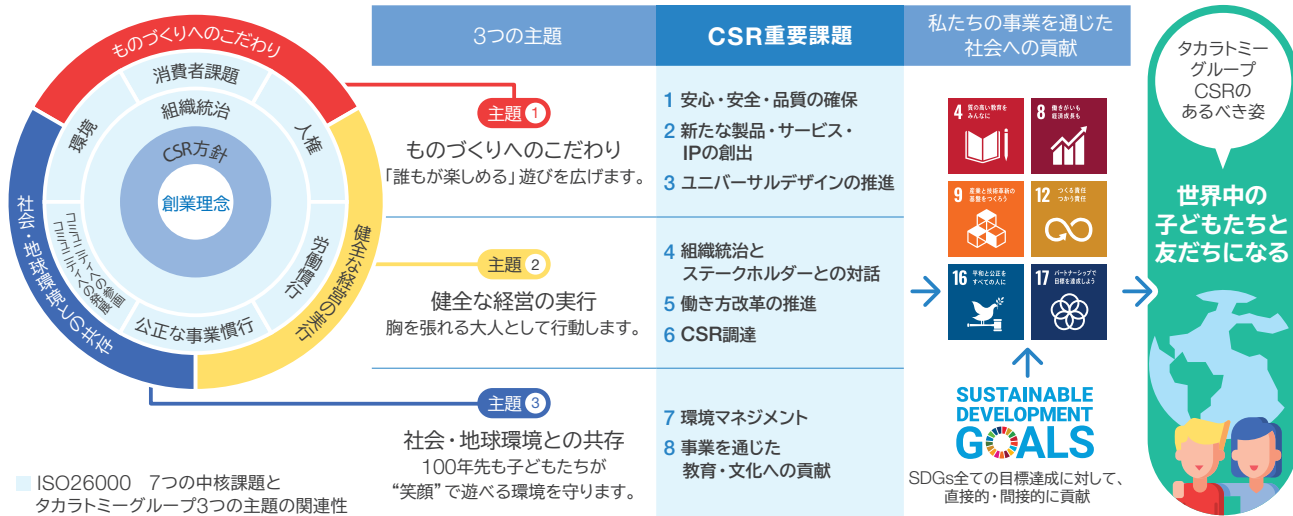 ものづくりへのこだわり
消費者課題
環境
人権
組織統治
CSR方針
創業理念
労働慣行
コミュニティへの参画
コミュニティへの発展
公正な事業慣行
社会・地球環境との共存
健全な経営の実行
ISO26000 7つの中核課題と
タカラトミーグループ3つの主題の関連性
3つの主題
主題 1
ものづくりへのこだわり
「誰もが楽しめる」遊びを広げます。
主題 2
健全な経営の実行
胸を張れる大人として行動します。
主題 3
社会・地球環境との共存
100年先も子どもたちが
“笑顔”で遊べる環境を守ります。
CSR重要課題
1 安心・安全・品質の確保
2 新たな製品・サービス・
IPの創出
3 ユニバーサルデザインの推進
4 組織統治と
ステークホルダーとの対話
5 働き方改革の推進
6 CSR調達
7 環境マネジメント
8 事業を通じた
教育・文化への貢献
私たちの事業を通じた
社会への貢献
4 質の高い教育を
みんなに
8 働きがいも
経済成長も
9 産業と技術革新の
基盤をつくろう
12 つくる責任
つかう責任
16 平和と公正を
すべての人に
17 パートナーシップで
目標を達成しよう
SUSTAINABLE
DEVELOPMENT
GOALS
SDGs全ての目標達成に対して、
直接的・間接的に貢献
タカラトミー
グループ
CSRの
あるべき姿
世界中の
子どもたちと
友だちになる